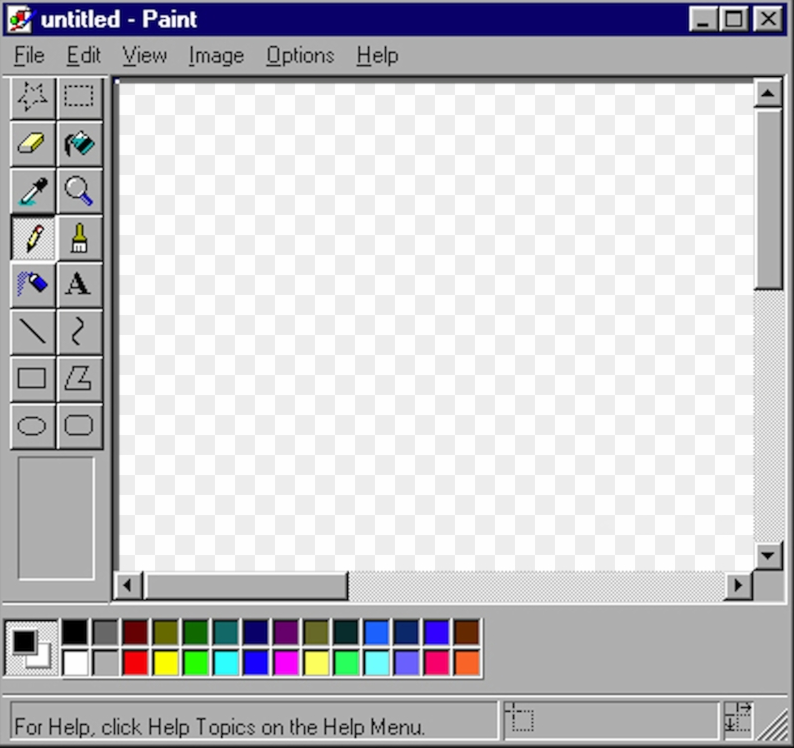 untitled - Paint
File Edit View Image Options Help
A
For Help, click Help Topics on the Help Menu.